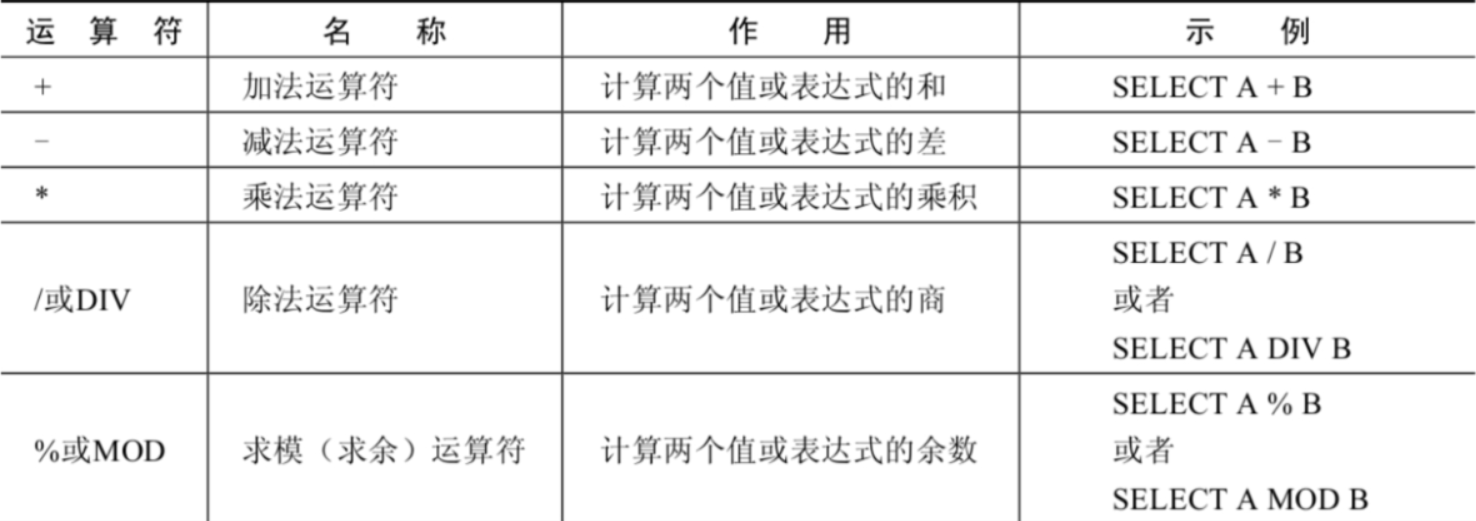 运 算 符 名 称 作 用 示 例
+ 加法运算符 计算两个值或表达式的和 SELECT A + B
– 减法运算符 计算两个值或表达式的差 SELECT A – B
* 乘法运算符 计算两个值或表达式的乘积 SELECT A * B
/或DIV 除法运算符 计算两个值或表达式的商 SELECT A / B
或者
SELECT A DIV B
%或MOD 求模（求余）运算符 计算两个值或表达式的余数 SELECT A % B
或者
SELECT A MOD B